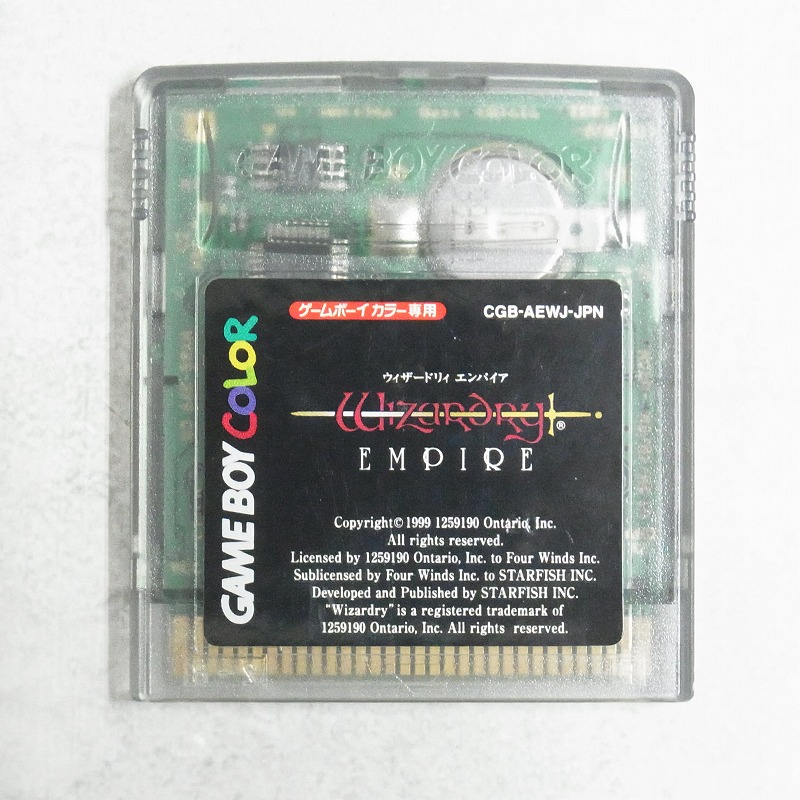 GAME BOY COLOR
GAME BOY COLOR
ゲームボーイカラー専用
CGB-AEWJ-JPN
ウィザードリィ エンパイア
Wizardry®
EMPIRE
Copyright© 1999 1259190 Ontario, Inc.
All rights reserved.
Licensed by 1259190 Ontario, Inc. to Four Winds Inc.
Sublicensed by Four Winds Inc. to STARFISH INC.
Developed and Published by STARFISH INC.
"Wizardry" is a registered trademark of
1259190 Ontario, Inc. All rights reserved.